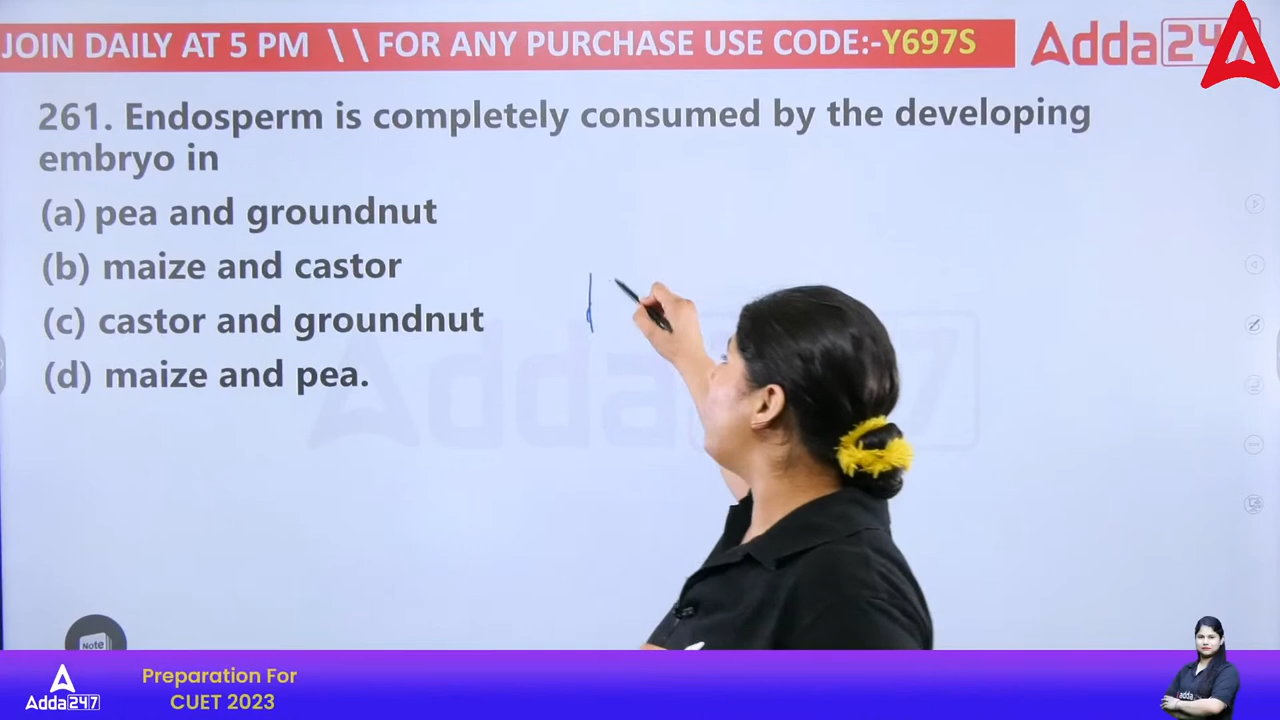 JOIN DAILY AT 5 PM \\ FOR ANY PURCHASE USE CODE:-Y697S
Adda247
261. Endosperm is completely consumed by the developing
embryo in
(a) pea and groundnut
(b) maize and castor
(c) castor and groundnut
(d) maize and pea.
Adda247
Note
Adda247
Preparation For
CUET 2023
adda247